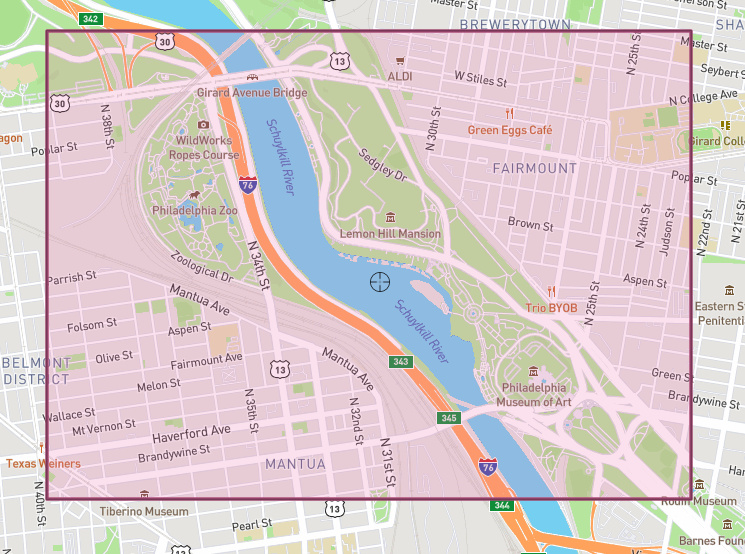 342
BREWERYTOWN
Jefferson St
SHA
30
13
ALDI
N 25th St
Master St
W Stiles St
Seybert S
Girard Avenue Bridge
30
N College Ave
N 38th St
N 30th St
Green Eggs Café
agon
WildWorks
Ropes Course
Schuylkill River
Girard Coll
Poplar St
Sedgley Dr
FAIRMOUNT
Poplar St
76
Philadelphia Zoo
Lemon Hill Mansion
Brown St
N 24th St
Judson St
N 22nd St
N 21st St
Zoological Dr
N 34th St
Parrish St
Aspen St
Mantua Ave
Trio BYOB
N 25th St
Eastern S
Penitenti
Schuylkill River
Folsom St
Aspen St
BELMONT
DISTRICT
Olive St
Fairmount Ave
Mantua Ave
343
13
Green S
Melon St
Philadelphia
Museum of Art
Brandywine St
N 35th St
N 32nd St
Wallace St
Mt Vernon St
345
Haverford Ave
N 31st St
Brandywine St
Texas Weiners
MANTUA
76
Har
N 40th St
Tiberino Museum
13
344
Rodin Museum
Pearl St
13
Barnes Foun